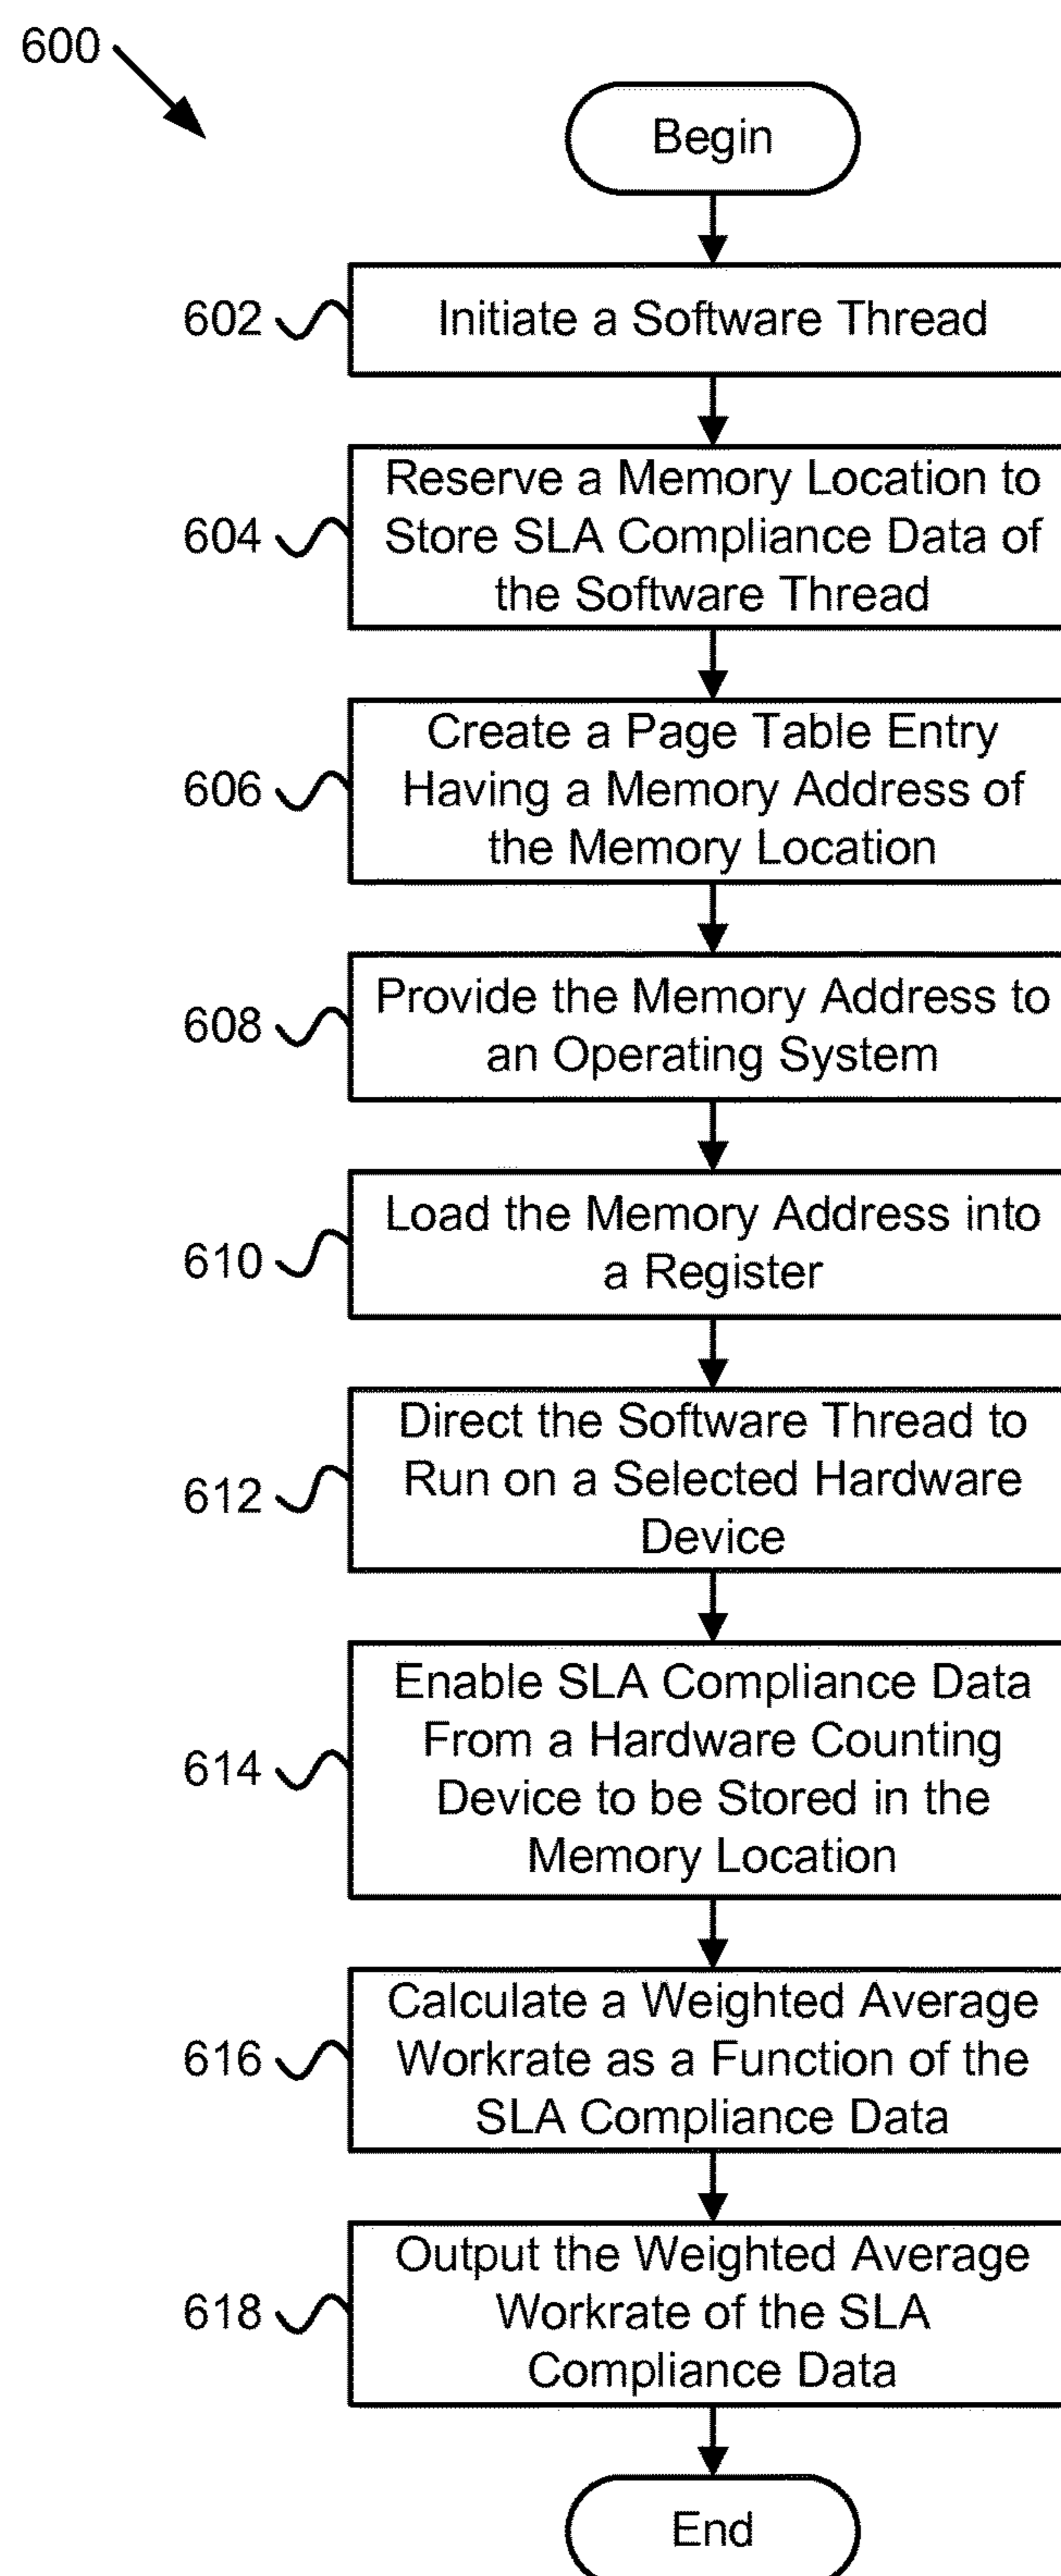 600
Begin
602
Initiate a Software Thread
604
Reserve a Memory Location to
Store SLA Compliance Data of
the Software Thread
606
Create a Page Table Entry
Having a Memory Address of
the Memory Location
608
Provide the Memory Address to
an Operating System
610
Load the Memory Address into
a Register
612
Direct the Software Thread to
Run on a Selected Hardware
Device
614
Enable SLA Compliance Data
From a Hardware Counting
Device to be Stored in the
Memory Location
616
Calculate a Weighted Average
Workrate as a Function of the
SLA Compliance Data
618
Output the Weighted Average
Workrate of the SLA
Compliance Data
End